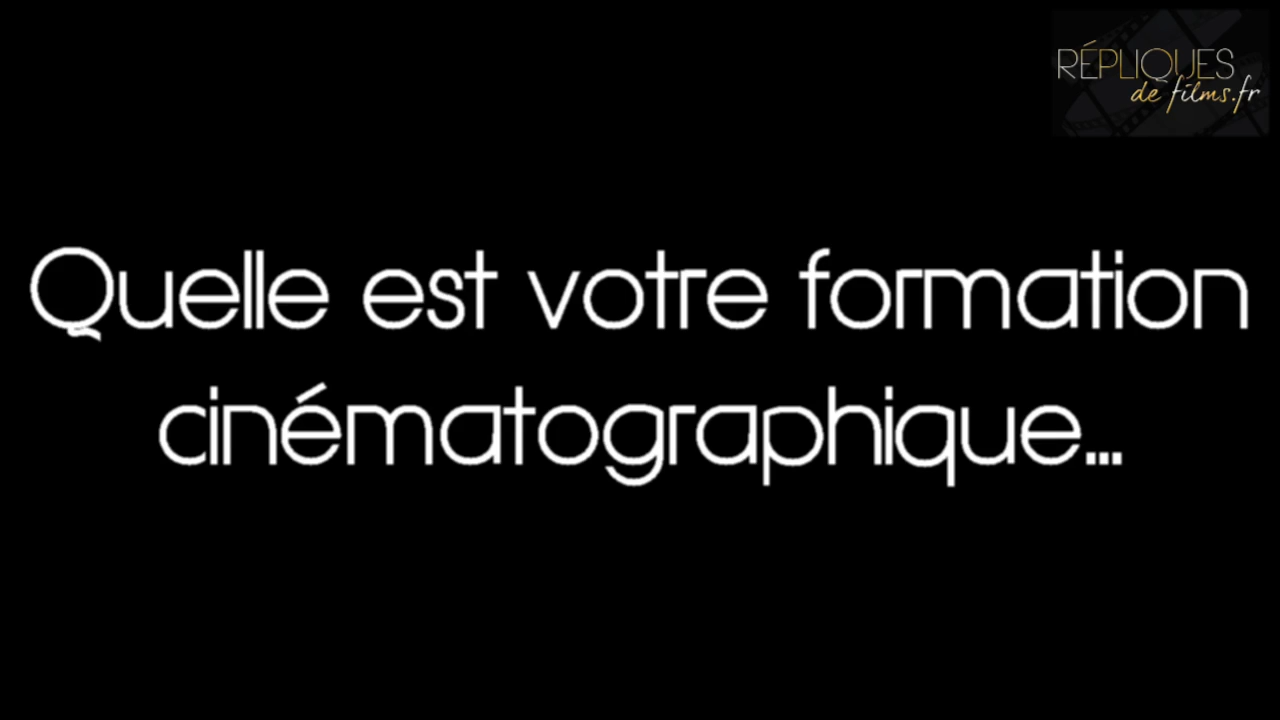 RÉPLIQUES
de films.fr
Quelle est votre formation
cinématographique...